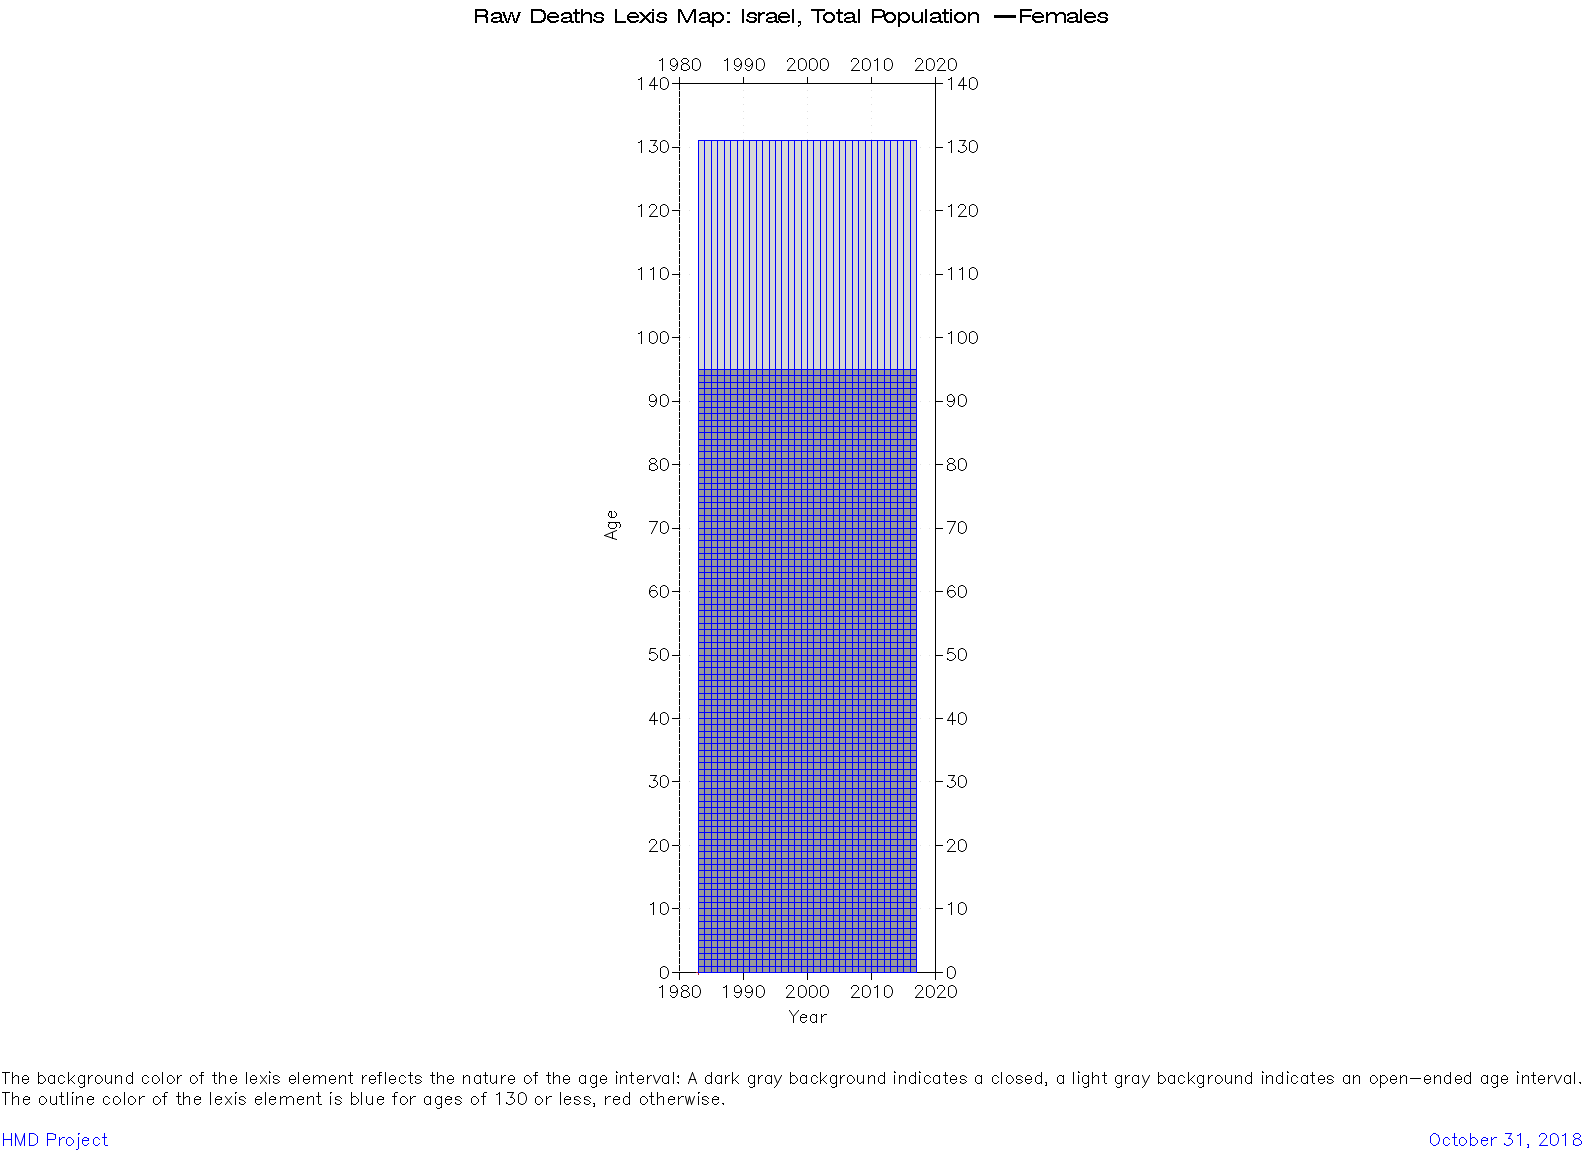 Raw Deaths Lexis Map: Israel, Total Population — Females
1980 1990 2000 2010 2020
140 140
130 130
120 120
110 110
100 100
90 90
80 80
Age
70 70
60 60
50 50
40 40
30 30
20 20
10 10
0 0
1980 1990 2000 2010 2020
Year
The background color of the lexis element reflects the nature of the age interval: A dark gray background indicates a closed, a light gray background indicates an open-ended age interval.
The outline color of the lexis element is blue for ages of 130 or less, red otherwise.
HMD Project October 31, 2018